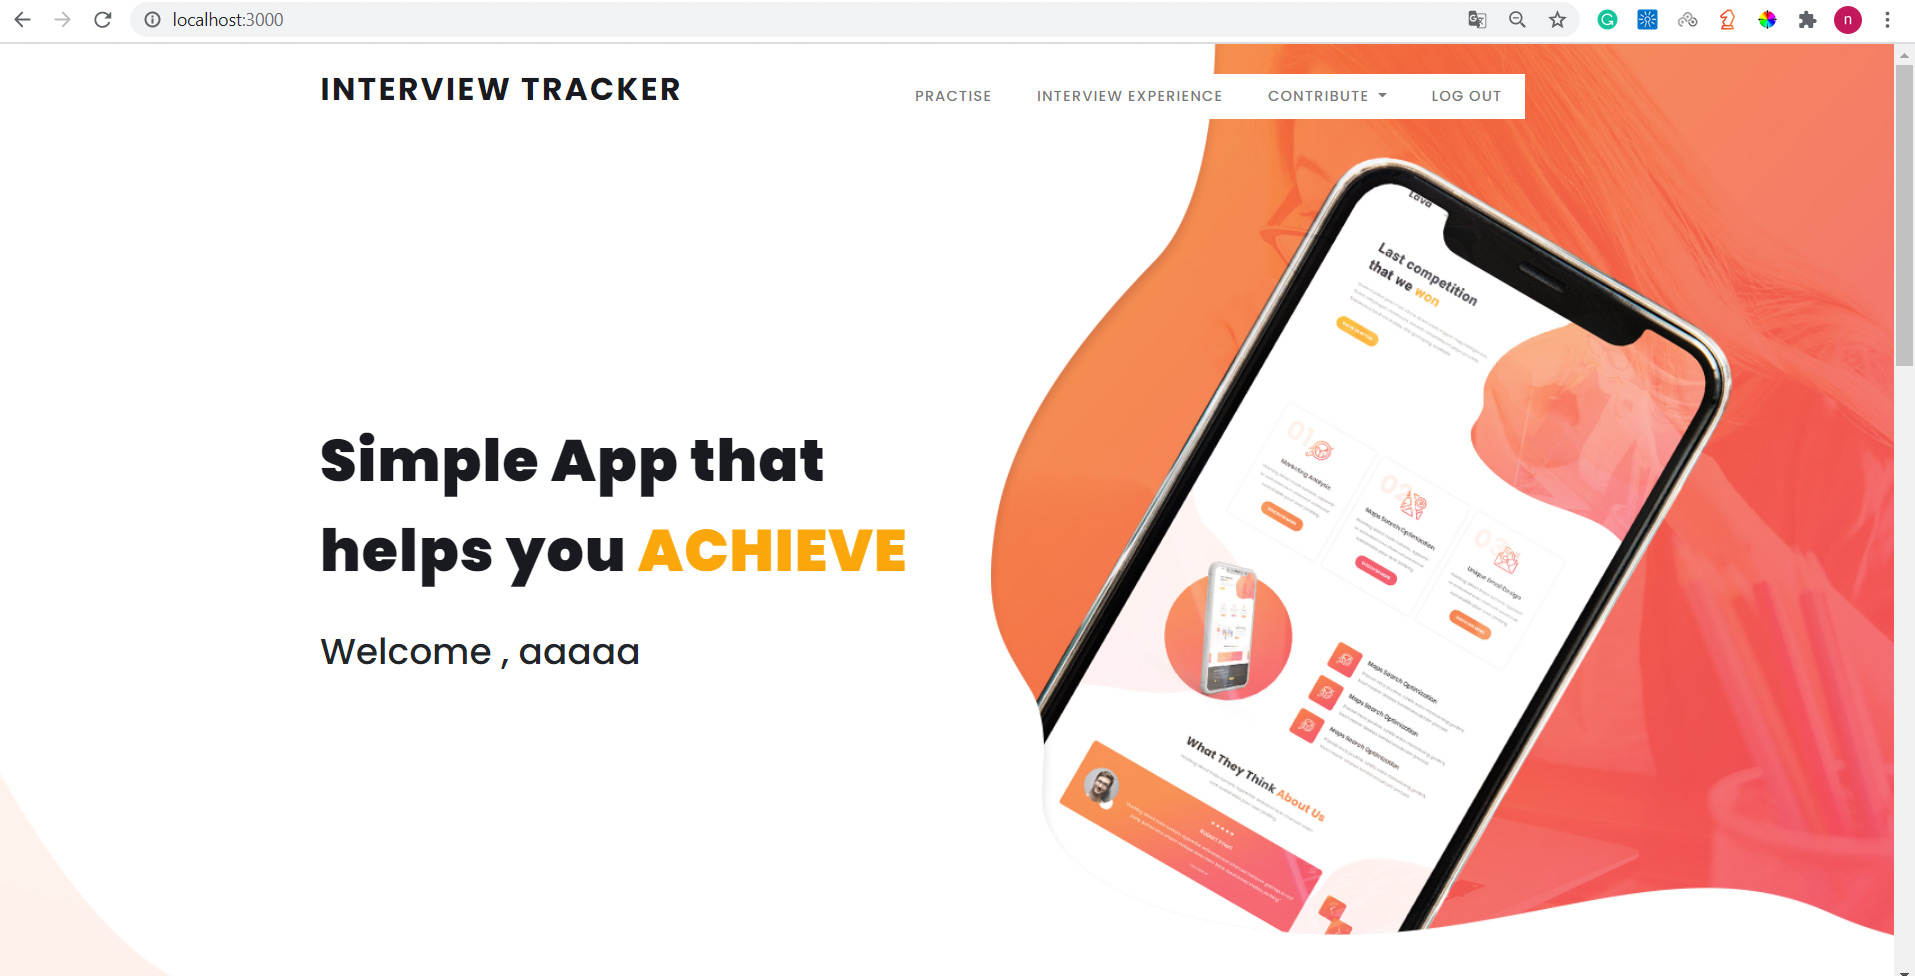 localhost:3000
n
INTERVIEW TRACKER
PRACTISE
INTERVIEW EXPERIENCE
CONTRIBUTE
LOG OUT
Simple App that
helps you ACHIEVE
Welcome , aaaaa
Lava
Last competition
that we won
01
Marketing Analysis
02
Maps Search Optimization
03
Unique Email Design
Maps Search Optimization
Maps Search Optimization
Maps Search Optimization
What They Think About Us